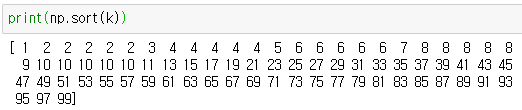 print(np.sort(k))
[ 1 2 2 2 2 2 3 4 4 4 4 4 5 6 6 6 6 6 7 8 8 8 8 8
9 10 10 10 10 10 11 13 15 17 19 21 23 25 27 29 31 33 35 37 39 41 43 45
47 49 51 53 55 57 59 61 63 65 67 69 71 73 75 77 79 81 83 85 87 89 91 93
95 97 99]